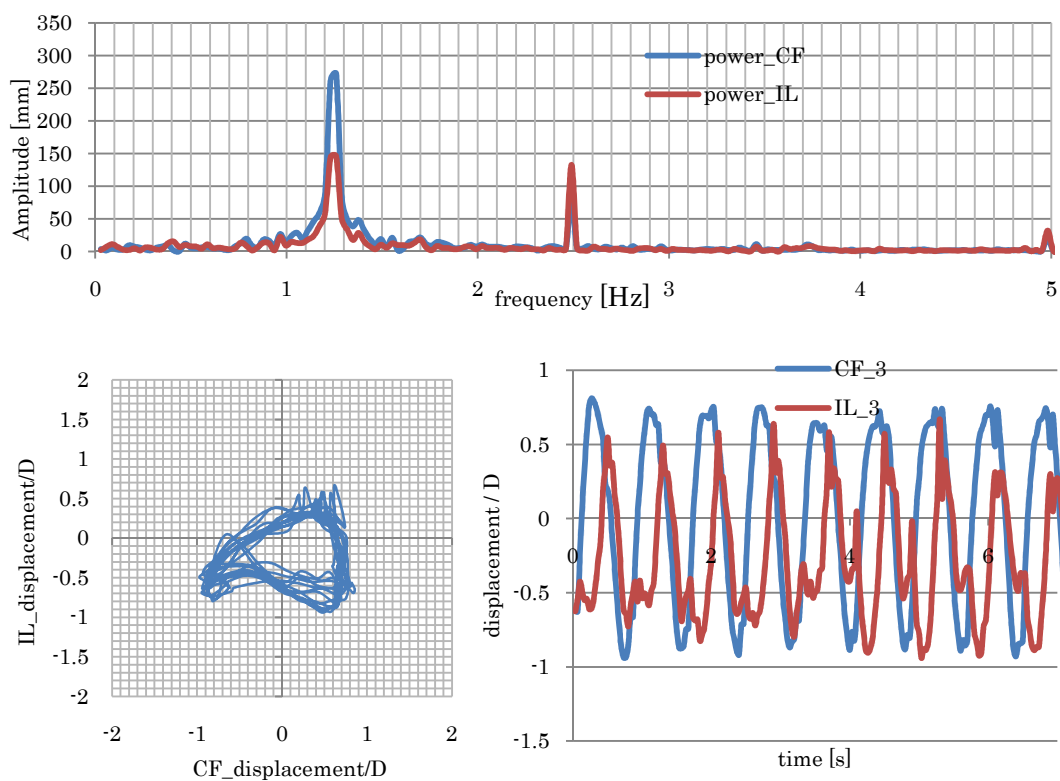 350
300
250
200
150
100
50
0
Amplitude [mm]
power_CF
power_IL
0 1 2 3 4 5
frequency [Hz]
2
1.5
1
0.5
0
-0.5
-1
-1.5
-2
IL_displacement/D
-2 -1 0 1 2
CF_displacement/D
1
0.5
0
-0.5
-1
-1.5
displacement / D
CF_3
IL_3
0 2 4 6
time [s]